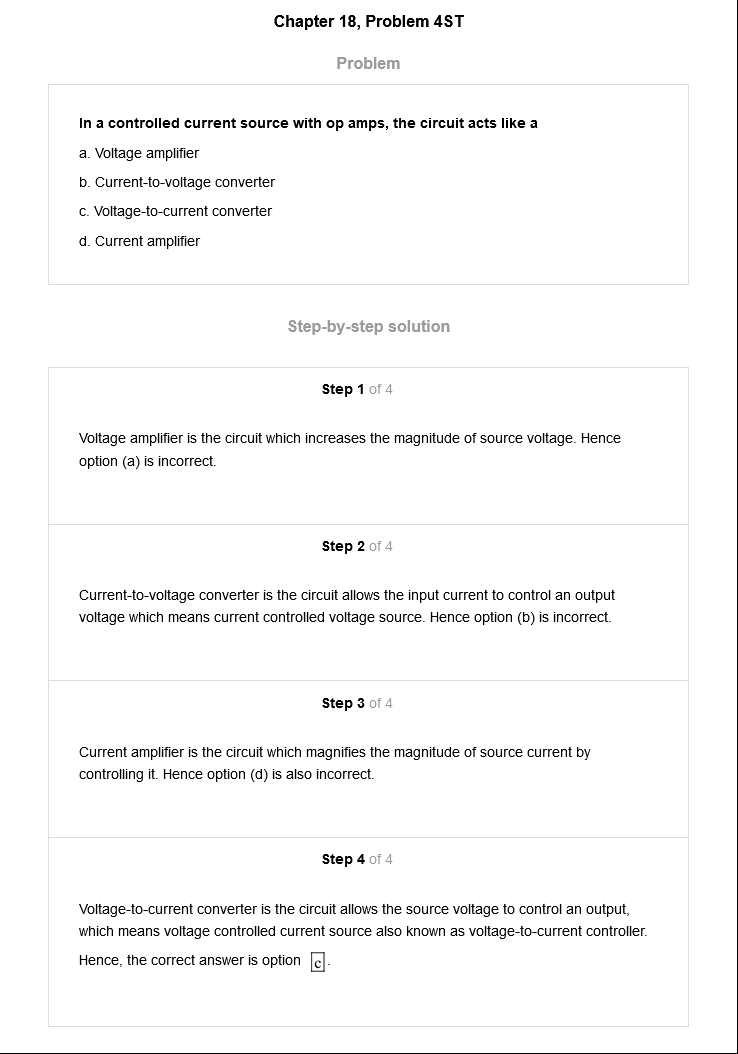 Chapter 18, Problem 4ST
Problem
In a controlled current source with op amps, the circuit acts like a
a. Voltage amplifier
b. Current-to-voltage converter
c. Voltage-to-current converter
d. Current amplifier
Step-by-step solution
Step 1 of 4
Voltage amplifier is the circuit which increases the magnitude of source voltage. Hence
option (a) is incorrect.
Step 2 of 4
Current-to-voltage converter is the circuit allows the input current to control an output
voltage which means current controlled voltage source. Hence option (b) is incorrect.
Step 3 of 4
Current amplifier is the circuit which magnifies the magnitude of source current by
controlling it. Hence option (d) is also incorrect.
Step 4 of 4
Voltage-to-current converter is the circuit allows the source voltage to control an output,
which means voltage controlled current source also known as voltage-to-current controller.
Hence, the correct answer is option c.